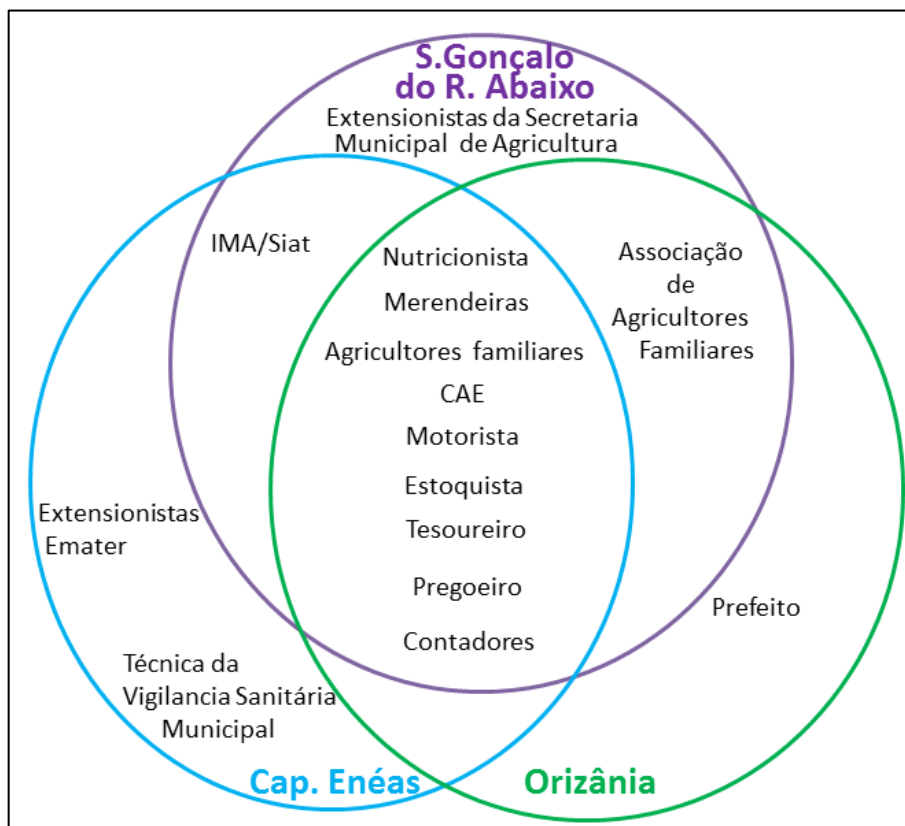 S.Gonçalo
do R. Abaixo
Extensionistas da Secretaria
Municipal de Agricultura
IMA/Siat
Nutricionista
Merendeiras
Agricultores familiares
CAE
Motorista
Estoquista
Tesoureiro
Pregoeiro
Contadores
Associação
de
Agricultores
Familiares
Extensionistas
Emater
Prefeito
Técnica da
Vigilancia Sanitária
Municipal
Cap. Enéas
Orizânia